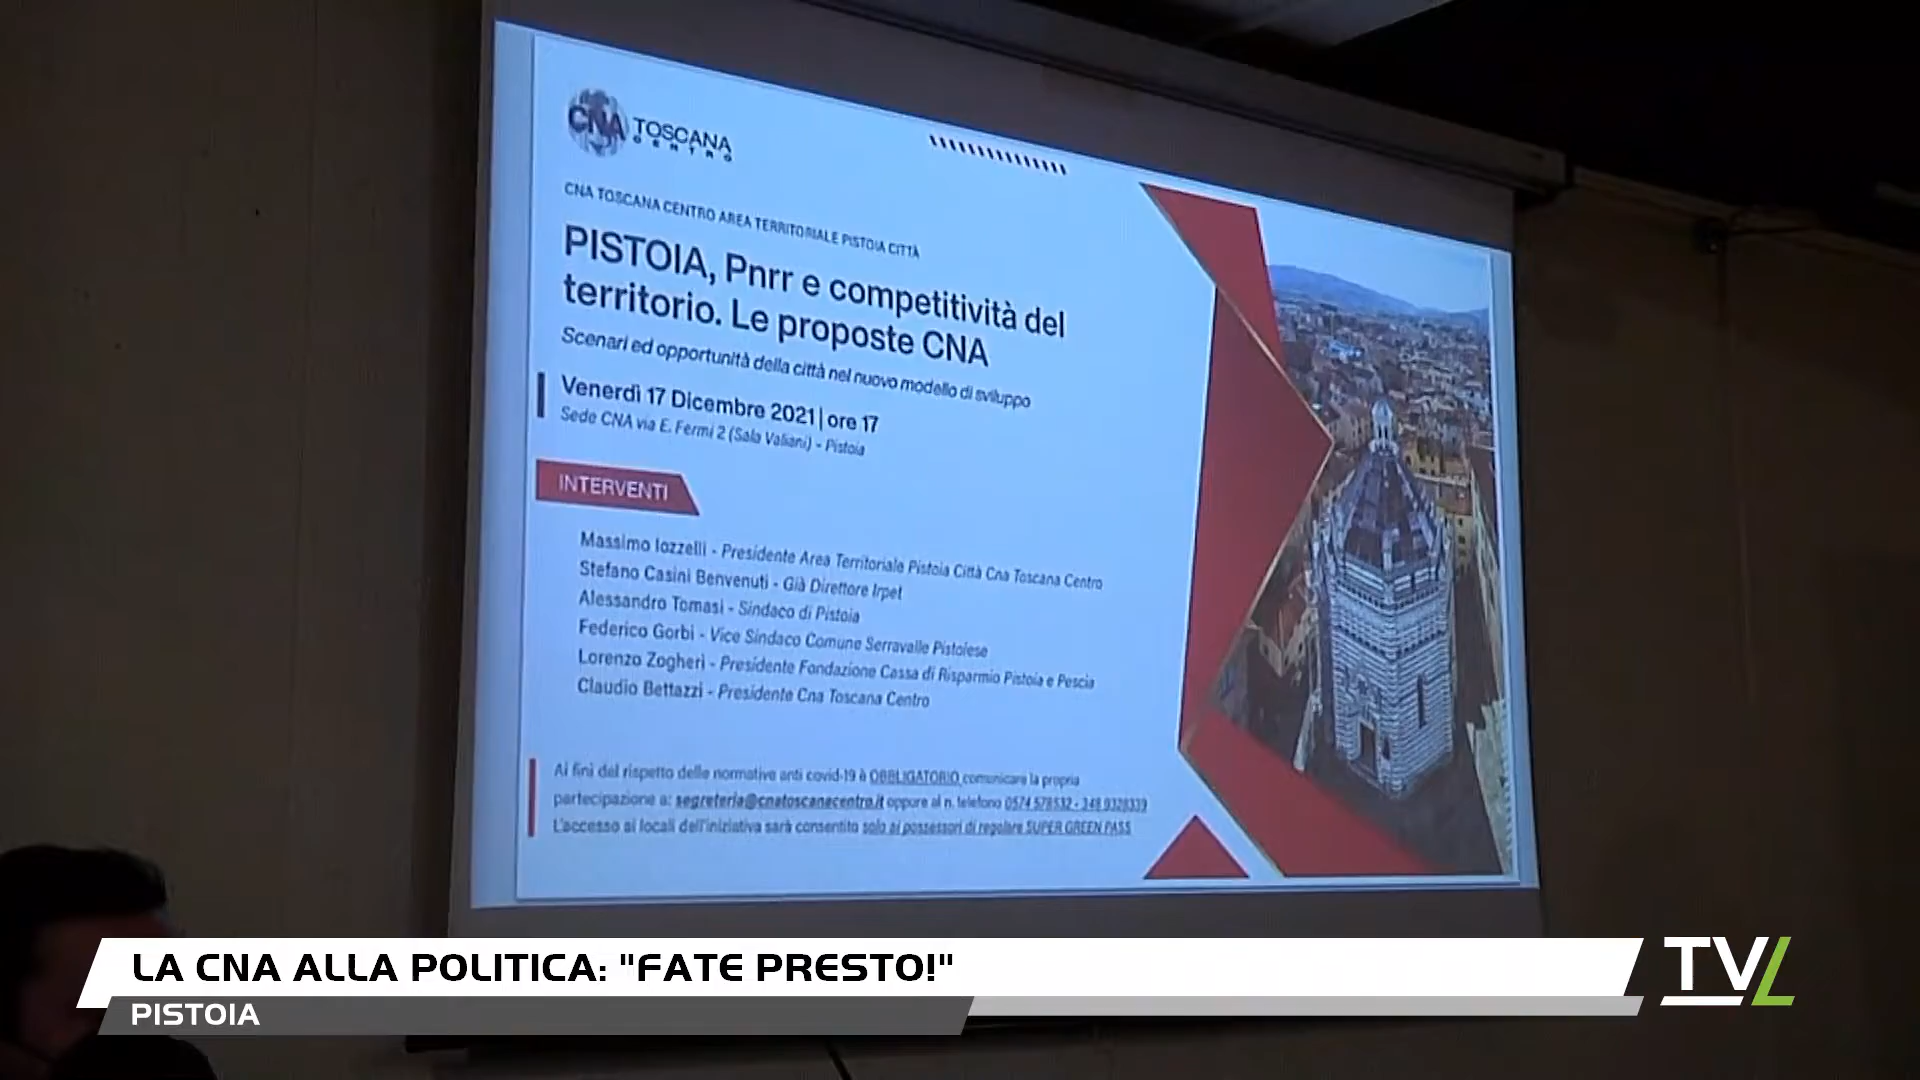 CNA TOSCANA
CENTRO
CNA TOSCANA CENTRO AREA TERRITORIALE PISTOIA CITTÀ
PISTOIA, Pnrr e competitività del
territorio. Le proposte CNA
Scenari ed opportunità della città nel nuovo modello di sviluppo
Venerdì 17 Dicembre 2021 | ore 17
Sede CNA via E. Fermi 2 (Sala Valiani) - Pistoia
INTERVENTI
Massimo Iozzelli - Presidente Area Territoriale Pistoia Città Cna Toscana Centro
Stefano Casini Benvenuti - Già Direttore Irpet
Alessandro Tomasi - Sindaco di Pistoia
Federico Gorbi - Vice Sindaco Comune Serravalle Pistoiese
Lorenzo Zogheri - Presidente Fondazione Cassa di Risparmio Pistoia e Pescia
Claudio Bettazzi - Presidente Cna Toscana Centro
Ai fini del rispetto delle normative anti covid-19 è OBBLIGATORIO comunicare la propria
partecipazione a: segreteria@cnatoscanacentro.it oppure al n. telefono 0574 578532 - 348 9328339
L'accesso ai locali dell'iniziativa sarà consentito solo ai possessori di regolare SUPER GREEN PASS
LA CNA ALLA POLITICA: "FATE PRESTO!"
PISTOIA
TVL